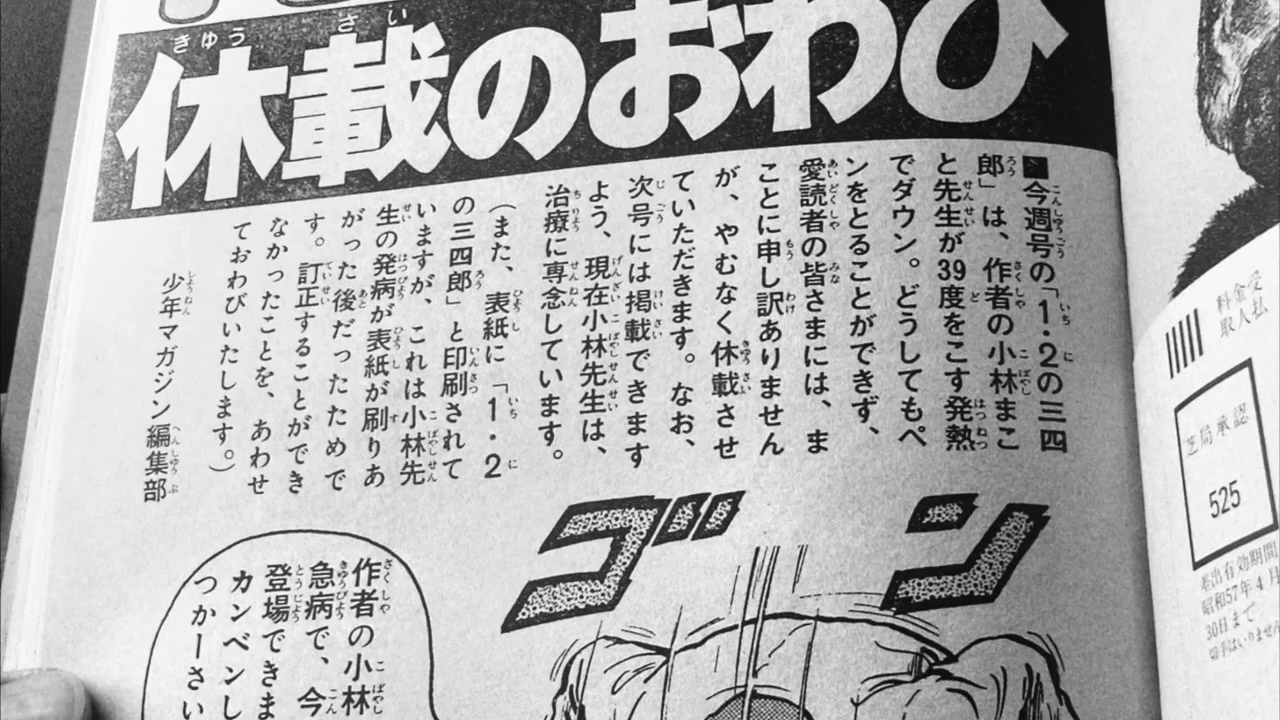 休載のおわび
■今週号の「1・2の三四
郎」は、作者の小林まこ
と先生が39度をこす発熱
でダウン。どうしてもペ
ンをとることができず、
愛読者の皆さまには、ま
ことに申し訳ありません
が、やむなく休載させ
ていただきます。なお、
次号には掲載できます
よう、現在小林先生は、
治療に専念しています。
(また、表紙に「1・2
の三四郎」と印刷されて
いますが、これは小林先
生の発病が表紙が刷りあ
がった後だったためで
す。訂正することができ
なかったことを、あわせ
ておわびいたします。)
少年マガジン編集部
ゴーン
作者の小林
急病で、今
登場できま
カンベンし
つかーさい
料金受
取人払
芝局承認
525
差出有効期間
昭和57年4月
30日まで
切手はいりません